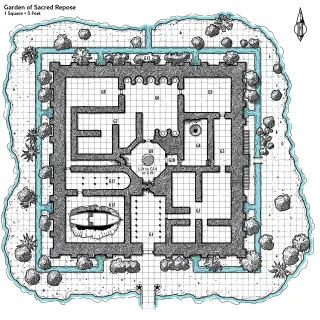 Garden of Sacred Repose
1 Square = 5 Feet
G8
G6
G5
G7
G4
G3
G9
G10
G11
G12
G2
G1